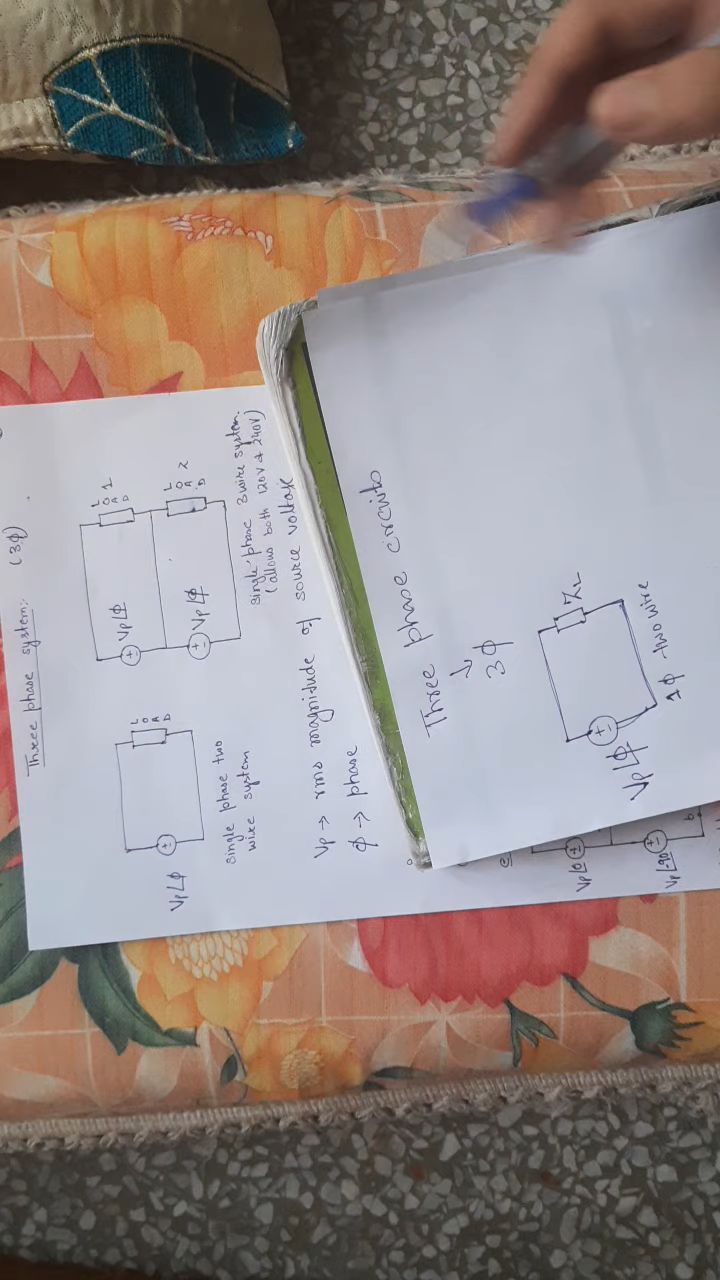 Three phase system:- (3ϕ)
Vp∠ϕ
LOAD
single phase two
wire system
Vp∠ϕ
Vp∠ϕ
LOAD 1
LOAD 2
single phase 3 wire system
(allows both 120V & 240V)
Vp → rms magnitude of source voltage
ϕ → phase
Vp∠0
Vp∠-90
b
Three phase circuits
↓
3ϕ
Vp∠ϕ
ZL
1ϕ -two wire